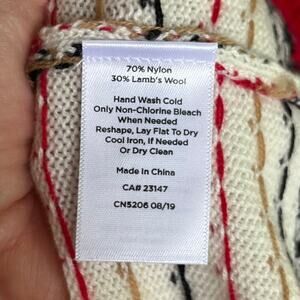 70% Nylon
30% Lamb's Wool
Hand Wash Cold
Only Non-Chlorine Bleach
When Needed
Reshape, Lay Flat To Dry
Cool Iron, If Needed
Or Dry Clean
Made in China
CA# 23147
CN5206 08/19